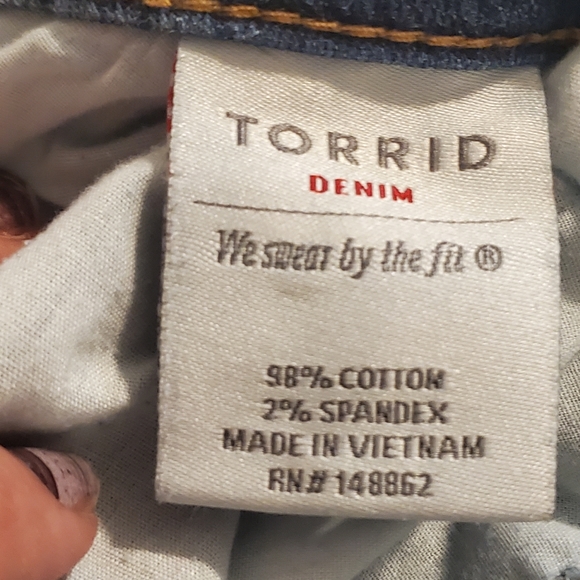 TORRID
DENIM
We swear by the fit ®
98% COTTON
2% SPANDEX
MADE IN VIETNAM
RN# 148862